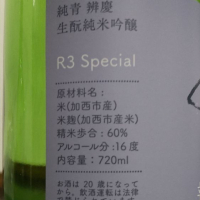 純青 辨慶
生酛純米吟醸
R3 Special
原材料名:
米(加西市産)
米麹(加西市産米)
精米歩合:60%
アルコール分:16度
内容量:720ml
お酒は20歳になって
から。飲酒運転は法律